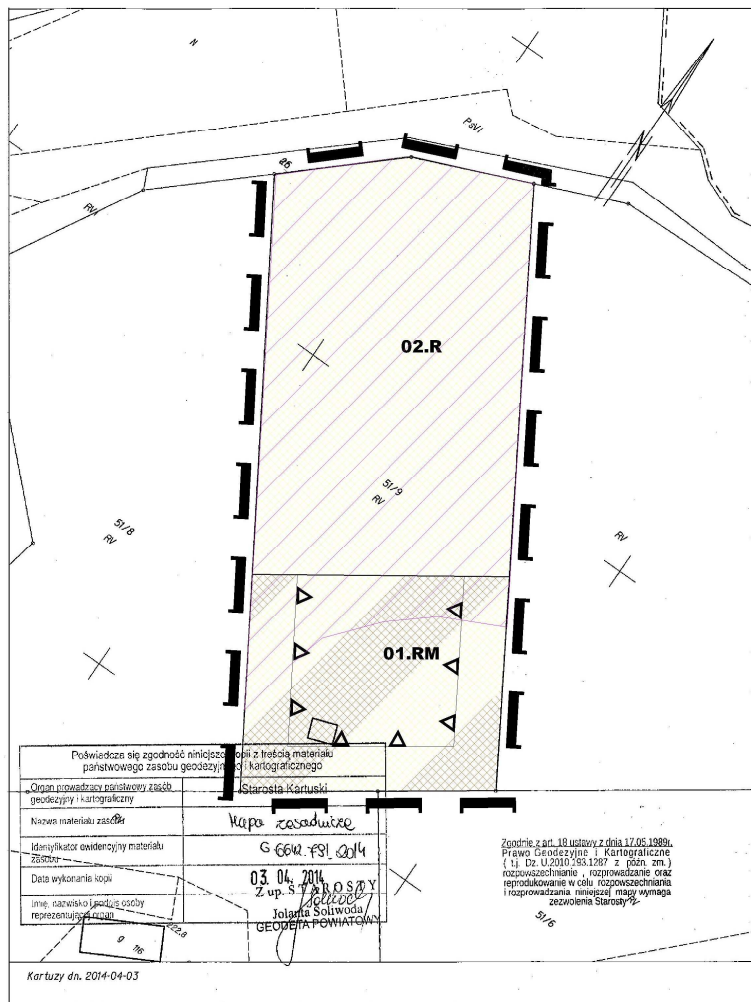 N
PsVI
RV
02.R
51/9
RV
51/8
RV
RV
01.RM
Poświadcza się zgodność niniejszej kopii z treścią materiału
państwowego zasobu geodezyjnego i kartograficznego
Organ prowadzący państwowy zasób
geodezyjny i kartograficzny
Starosta Kartuski
Nazwa materiału zasobu
Mapa zasadnicza
Identyfikator ewidencyjny materiału
zasobu
G 6642.791.2014
Data wykonania kopii
03. 04. 2014
Z up. STAROSTY
Imię, nazwisko i podpis osoby
reprezentującej organ
Jolanta Soliwoda
GEODETA POWIATOWY
Zgodnie z art. 18 ustawy z dnia 17.05.1989r.
Prawo Geodezyjne i Kartograficzne
( t.j. Dz. U.2010.193.1287 z późn. zm.)
rozpowszechnianie , rozprowadzanie oraz
reprodukowanie w celu rozpowszechniania
i rozprowadzania niniejszej mapy wymaga
zezwolenia Starosty
RV
51/6
222.8
g
116
Kartuzy dn. 2014-04-03